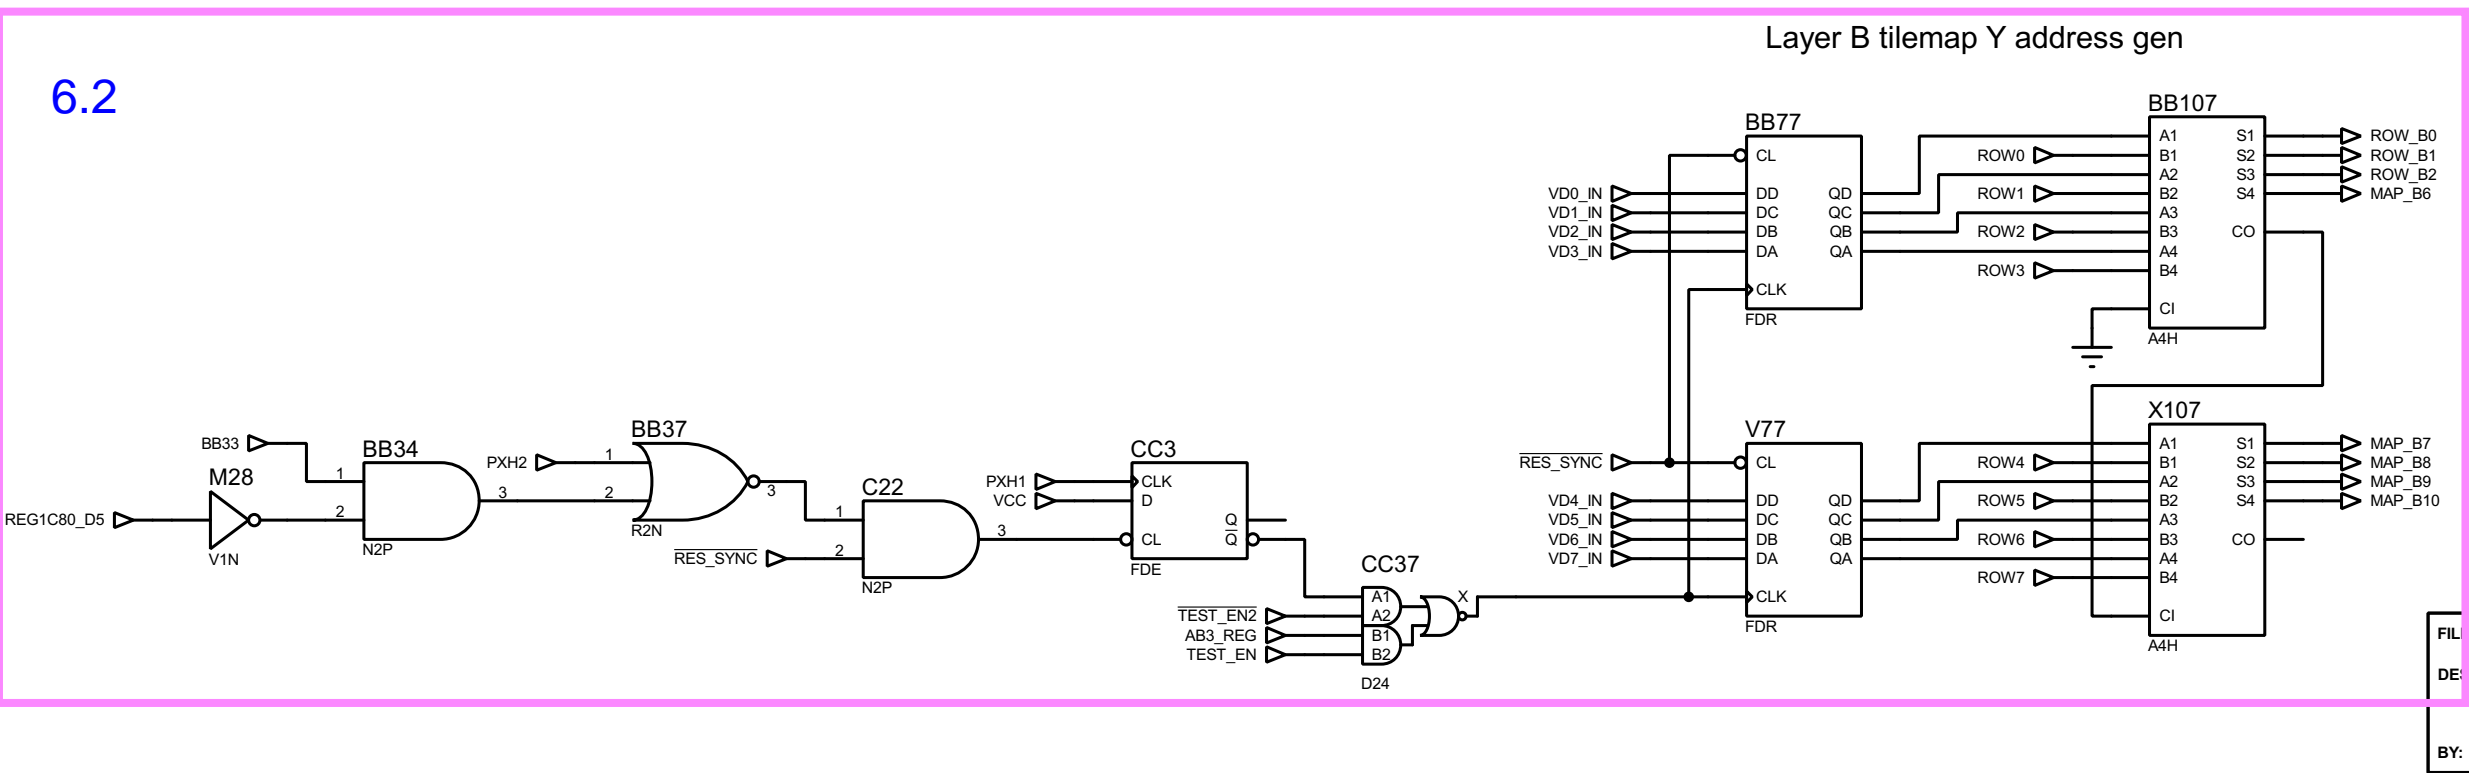 Layer B tilemap Y address gen
6.2
BB77
CL
VD0_IN DD QD
VD1_IN DC QC
VD2_IN DB QB
VD3_IN DA QA
CLK
FDR
BB107
A1 S1 ROW_B0
ROW0 B1 S2 ROW_B1
A2 S3 ROW_B2
ROW1 B2 S4 MAP_B6
A3
ROW2 B3 CO
A4
ROW3 B4
CI
A4H
BB33
REG1C80_D5
M28
V1N
BB34
1
2
3
N2P
PXH2
BB37
1
2
3
R2N
RES_SYNC
C22
1
2
3
N2P
CC3
PXH1 CLK
VCC D
Q
CL Q
FDE
CC37
A1 X
TEST_EN2 A2
AB3_REG B1
TEST_EN B2
D24
V77
RES_SYNC CL
VD4_IN DD QD
VD5_IN DC QC
VD6_IN DB QB
VD7_IN DA QA
CLK
FDR
X107
A1 S1 MAP_B7
ROW4 B1 S2 MAP_B8
A2 S3 MAP_B9
ROW5 B2 S4 MAP_B10
A3
ROW6 B3 CO
A4
ROW7 B4
CI
A4H
BY: